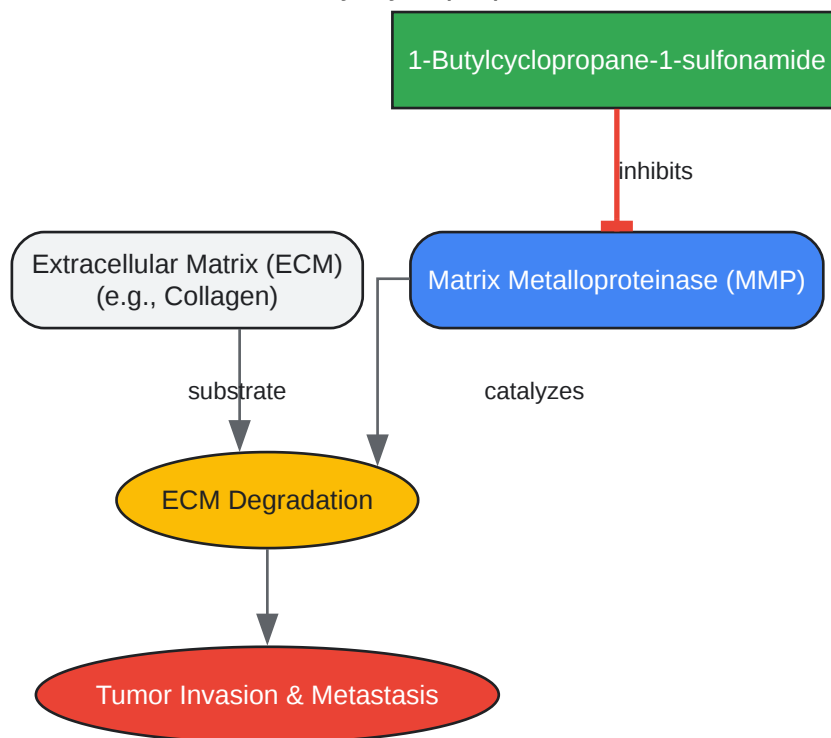 1-Butylcyclopropane-1-sulfonamide
inhibits
Extracellular Matrix (ECM)
(e.g., Collagen)
Matrix Metalloproteinase (MMP)
substrate
catalyzes
ECM Degradation
Tumor Invasion & Metastasis